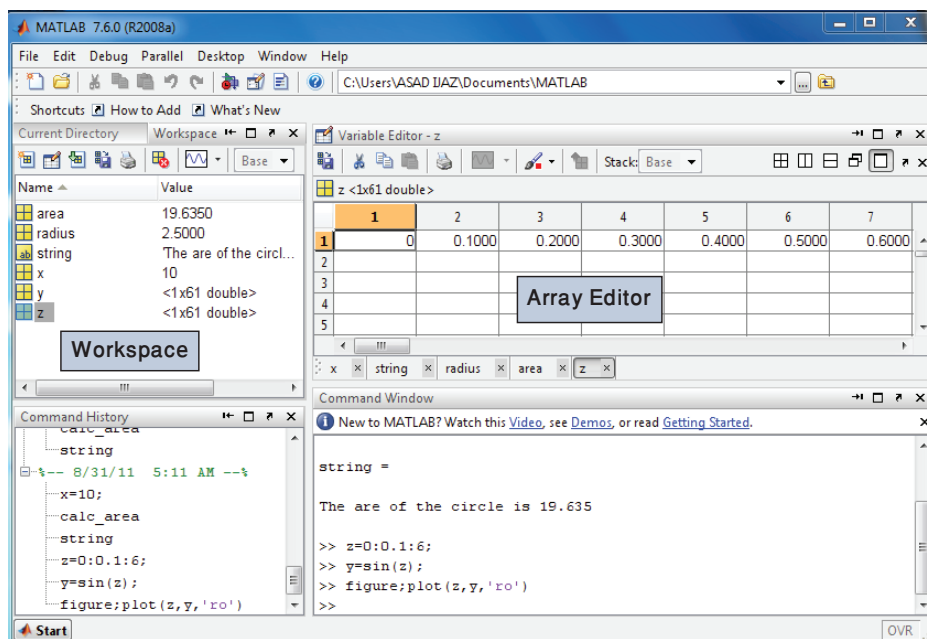 MATLAB 7.6.0 (R2008a)
File Edit Debug Parallel Desktop Window Help
C:\Users\ASAD IJAZ\Documents\MATLAB
Shortcuts How to Add What's New
Current Directory Workspace
Base
Name Value
area 19.6350
radius 2.5000
ab string 'The are of the circl...
x 10
y <1x61 double>
z <1x61 double>
Workspace
Variable Editor - z
Stack: Base
z <1x61 double>
1 2 3 4 5 6 7
1 0 0.1000 0.2000 0.3000 0.4000 0.5000 0.6000
2
3
4
5
Array Editor
x string radius area z
Command History
calc_area
string
%-- 8/31/11 5:11 AM --%
x=10;
calc_area
string
z=0:0.1:6;
y=sin(z);
figure;plot(z,y,'ro')
Command Window
New to MATLAB? Watch this Video, see Demos, or read Getting Started.
string =
The are of the circle is 19.635
>> z=0:0.1:6;
>> y=sin(z);
>> figure;plot(z,y,'ro')
>>
Start
OVR